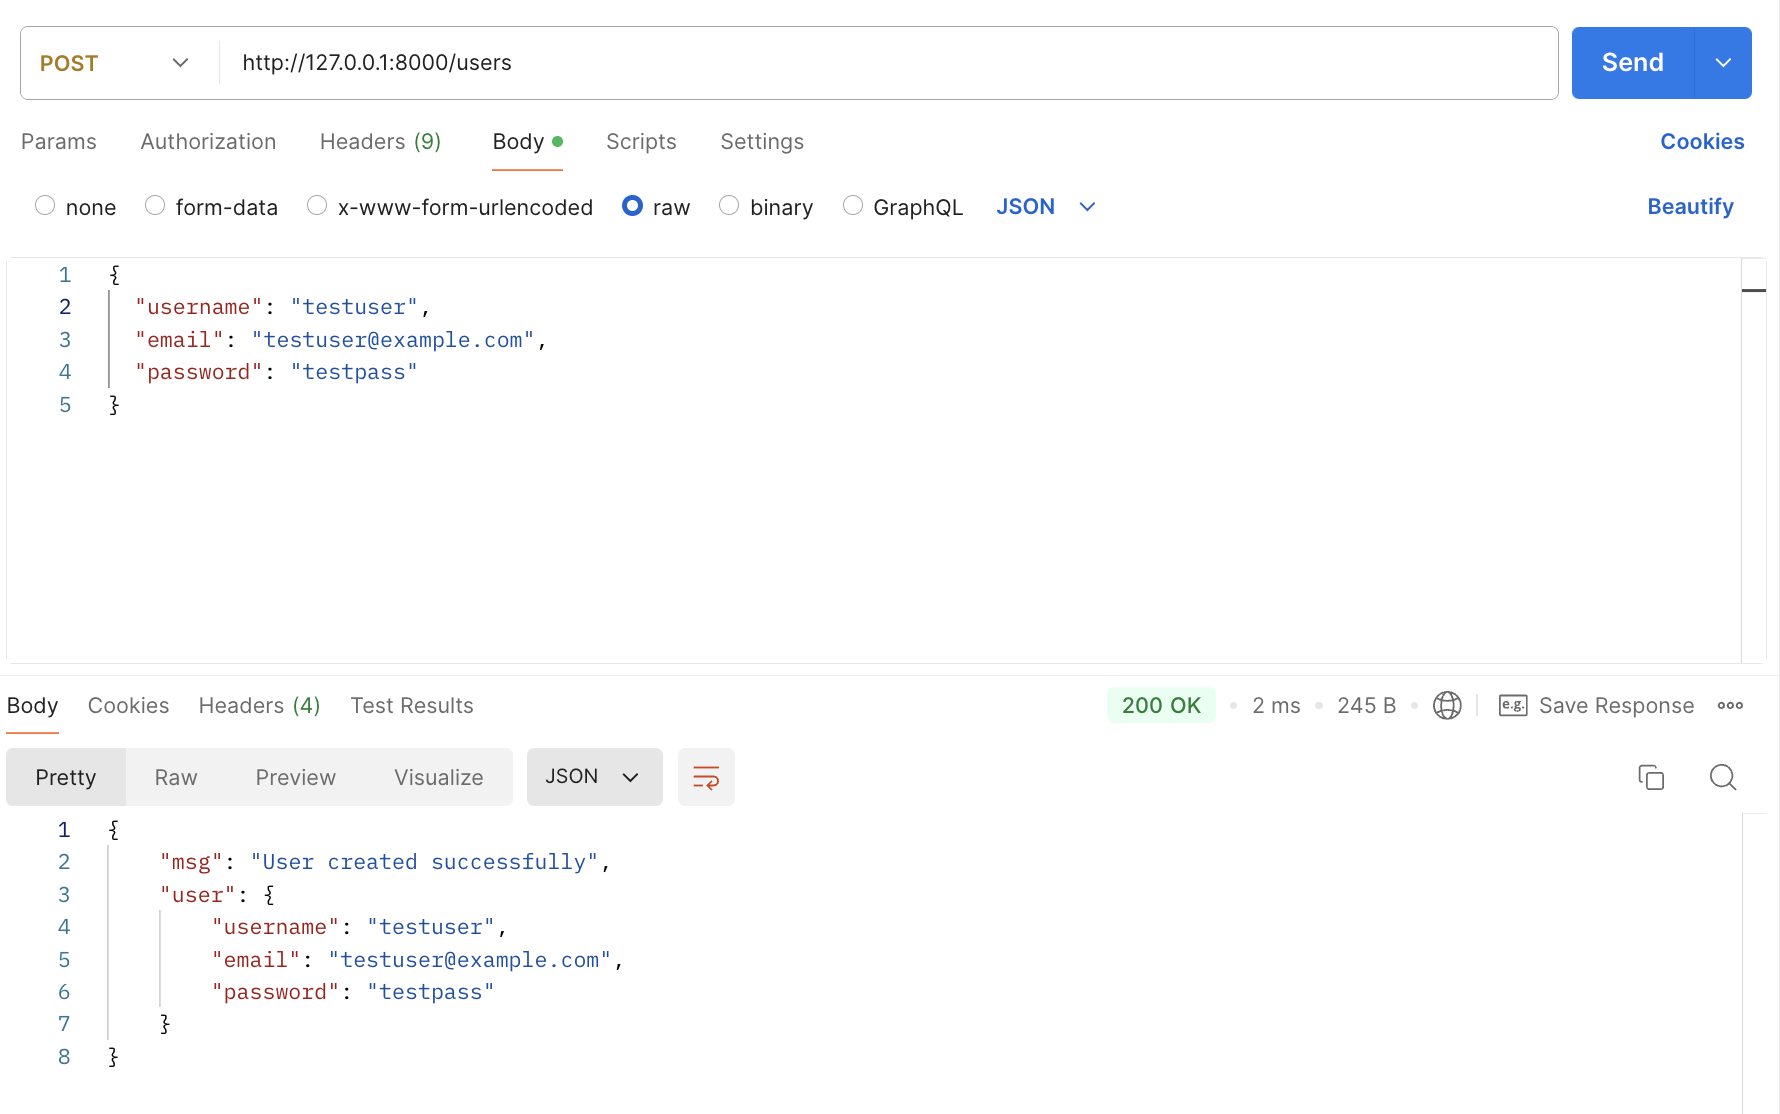 POST http://127.0.0.1:8000/users Send
Params Authorization Headers (9) Body Scripts Settings Cookies
none form-data x-www-form-urlencoded raw binary GraphQL JSON Beautify
1 {
2 "username": "testuser",
3 "email": "testuser@example.com",
4 "password": "testpass"
5 }
Body Cookies Headers (4) Test Results 200 OK • 2 ms • 245 B • e.g. Save Response
Pretty Raw Preview Visualize JSON
1 {
2 "msg": "User created successfully",
3 "user": {
4 "username": "testuser",
5 "email": "testuser@example.com",
6 "password": "testpass"
7 }
8 }